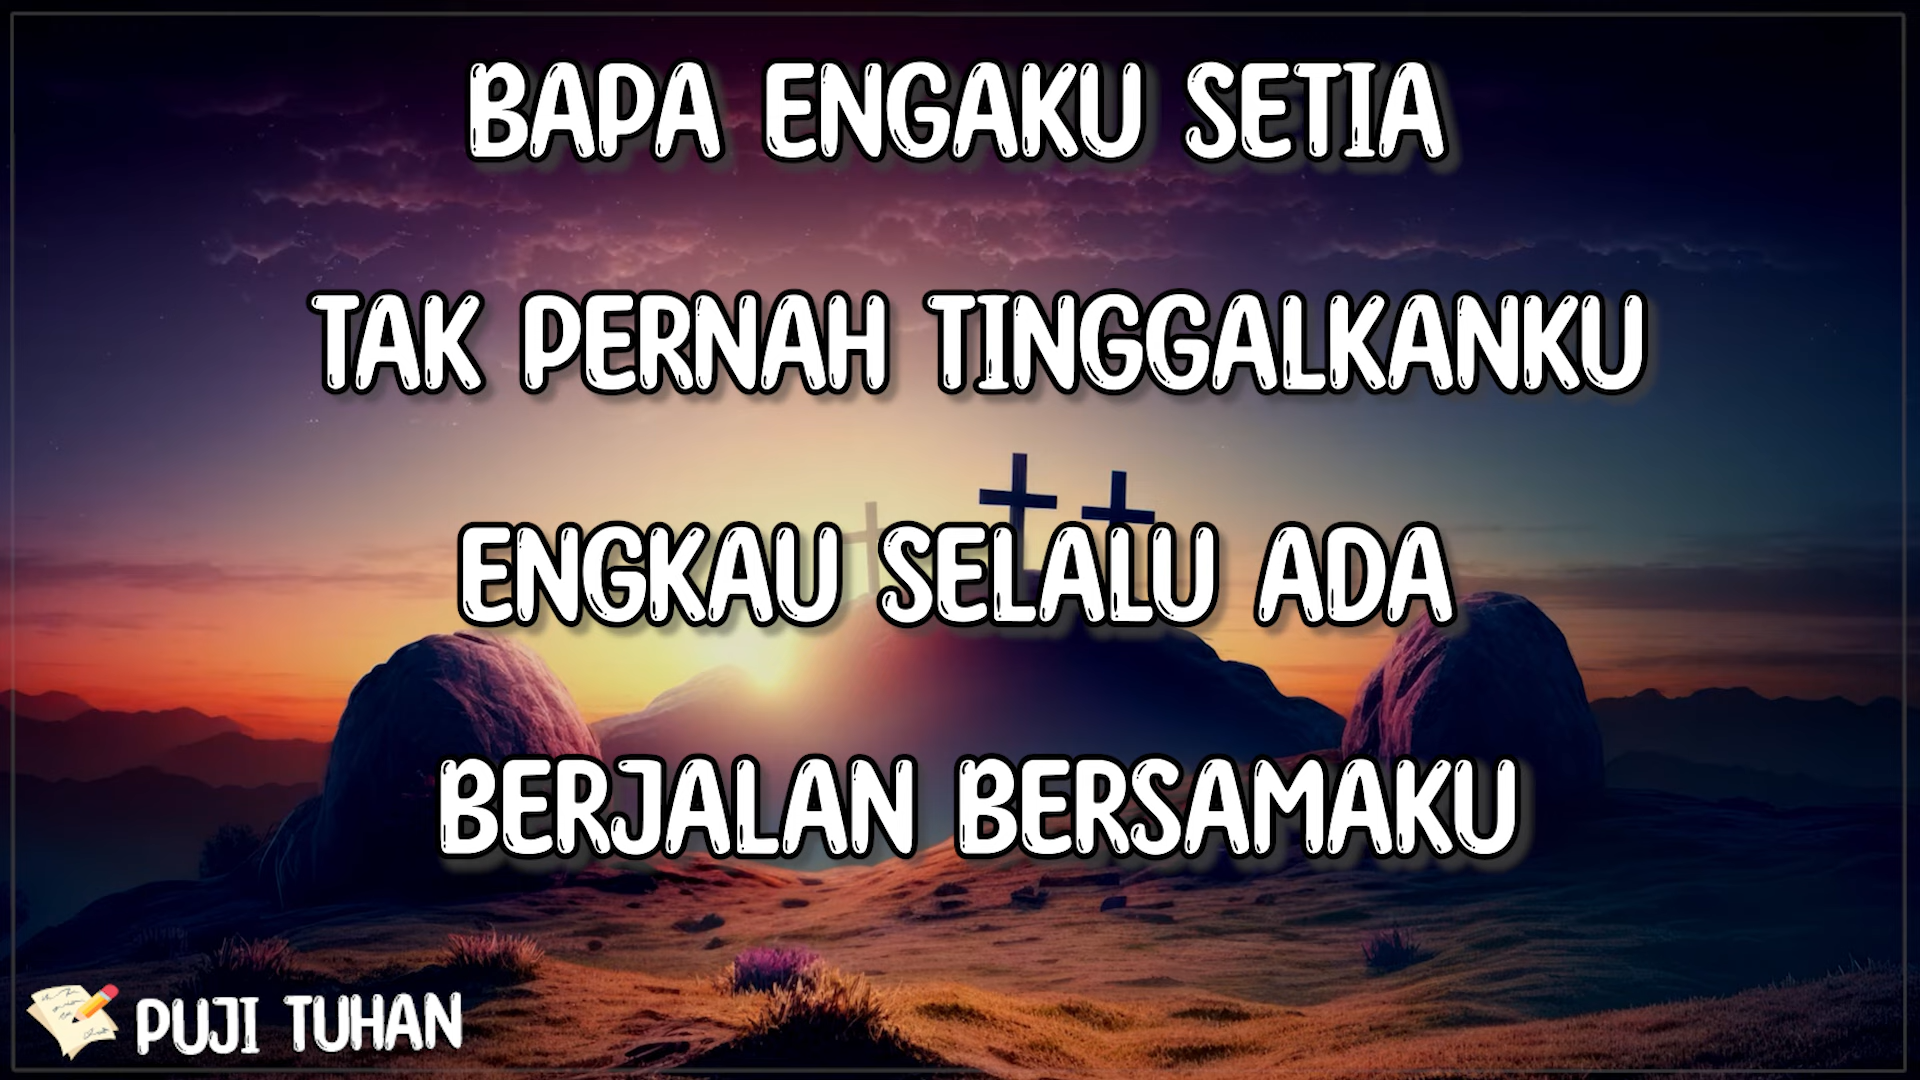 BAPA ENGAKU SETIA
TAK PERNAH TINGGALKANKU
ENGKAU SELALU ADA
BERJALAN BERSAMAKU
PUJI TUHAN